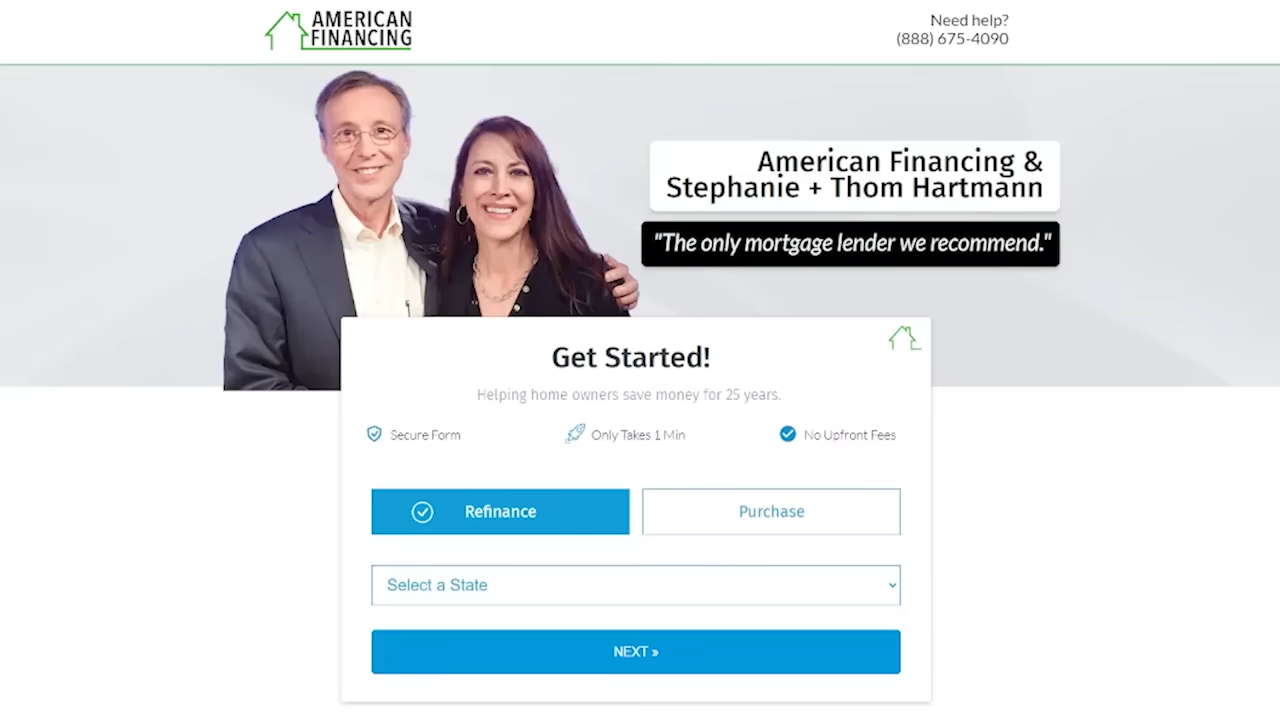 AMERICAN
FINANCING
Need help?
(888) 675-4090
American Financing &
Stephanie + Thom Hartmann
"The only mortgage lender we recommend."
Get Started!
Helping home owners save money for 25 years.
Secure Form
Only Takes 1 Min
No Upfront Fees
Refinance
Purchase
Select a State
NEXT »